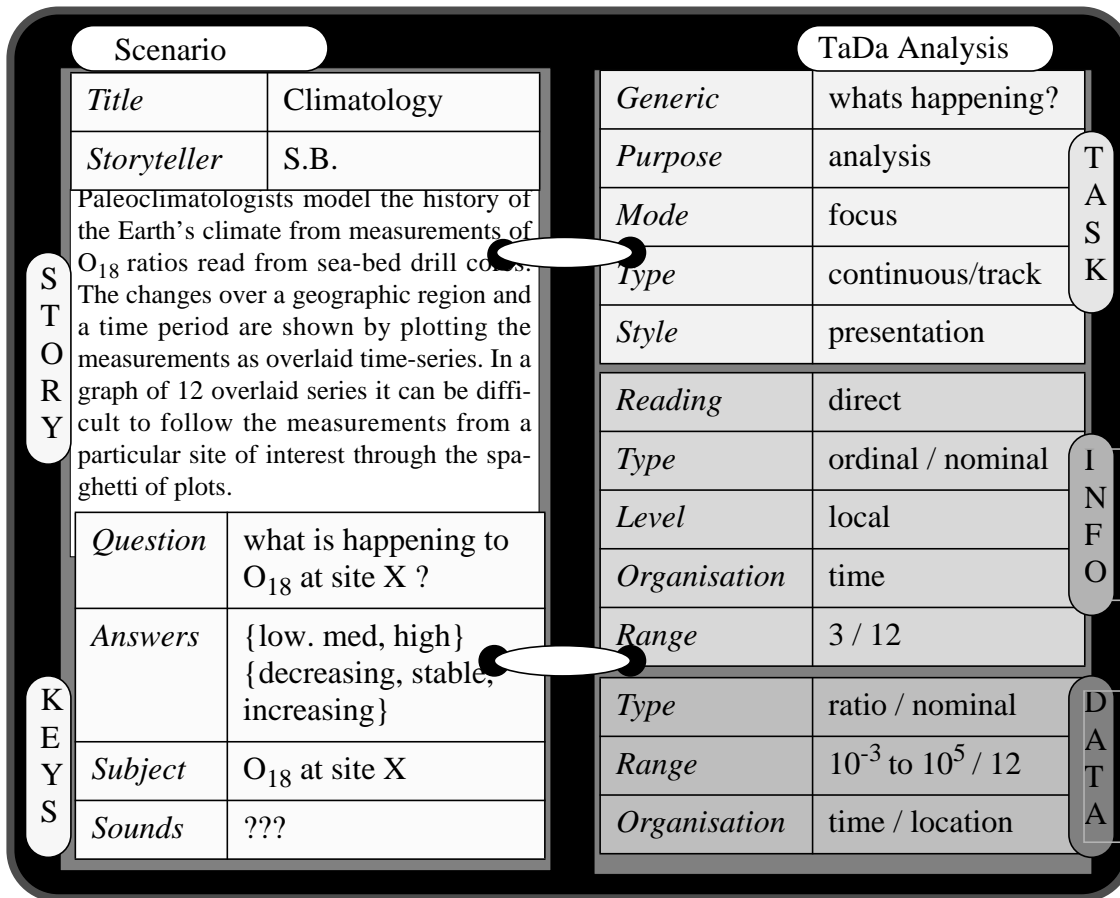 Scenario
Title Climatology
Storyteller S.B.
Paleoclimatologists model the history of
the Earth's climate from measurements of
O18 ratios read from sea-bed drill cores.
The changes over a geographic region and
a time period are shown by plotting the
measurements as overlaid time-series. In a
graph of 12 overlaid series it can be diffi-
cult to follow the measurements from a
particular site of interest through the spa-
ghetti of plots.
STORY
Question what is happening to
O18 at site X ?
Answers {low. med, high}
{decreasing, stable,
increasing}
Subject O18 at site X
Sounds ???
KEYS
TaDa Analysis
Generic whats happening?
Purpose analysis
Mode focus
Type continuous/track
Style presentation
TASK
Reading direct
Type ordinal / nominal
Level local
Organisation time
Range 3 / 12
INFO
Type ratio / nominal
Range 10-3 to 105 / 12
Organisation time / location
DATA